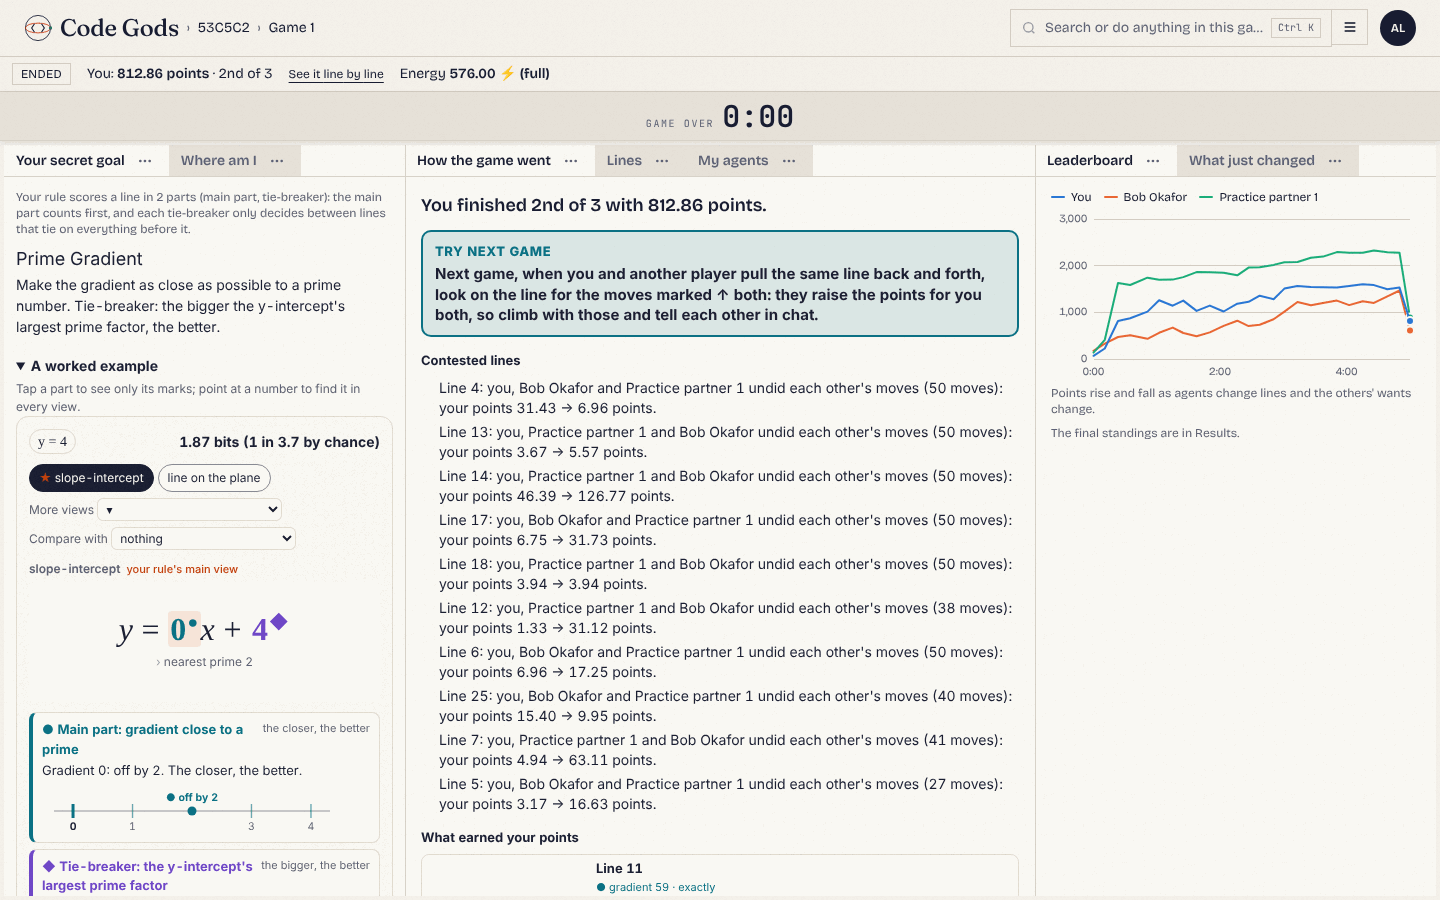 Code Gods › 53C5C2 › Game 1
Search or do anything in this ga... Ctrl K ☰ AL
ENDED You: 812.86 points · 2nd of 3 See it line by line Energy 576.00 ⚡ (full)
GAME OVER 0:00
Your secret goal ··· Where am I ···
Your rule scores a line in 2 parts (main part, tie-breaker): the main
part counts first, and each tie-breaker only decides between lines
that tie on everything before it.
Prime Gradient
Make the gradient as close as possible to a prime
number. Tie-breaker: the bigger the y-intercept's
largest prime factor, the better.
▼ A worked example
Tap a part to see only its marks; point at a number to find it in
every view.
y = 4 1.87 bits (1 in 3.7 by chance)
★ slope-intercept line on the plane
More views ▾
Compare with nothing
slope-intercept your rule's main view
y = 0x + 4
› nearest prime 2
● Main part: gradient close to a
prime
the closer, the better
Gradient 0: off by 2. The closer, the better.
● off by 2
0 1 3 4
◆ Tie-breaker: the y-intercept's
largest prime factor
the bigger, the better
How the game went ··· Lines ··· My agents ···
You finished 2nd of 3 with 812.86 points.
TRY NEXT GAME
Next game, when you and another player pull the same line back and forth,
look on the line for the moves marked ↑ both: they raise the points for you
both, so climb with those and tell each other in chat.
Contested lines
Line 4: you, Bob Okafor and Practice partner 1 undid each other's moves (50 moves):
your points 31.43 → 6.96 points.
Line 13: you, Practice partner 1 and Bob Okafor undid each other's moves (50 moves):
your points 3.67 → 5.57 points.
Line 14: you, Practice partner 1 and Bob Okafor undid each other's moves (50 moves):
your points 46.39 → 126.77 points.
Line 17: you, Bob Okafor and Practice partner 1 undid each other's moves (50 moves):
your points 6.75 → 31.73 points.
Line 18: you, Bob Okafor and Practice partner 1 undid each other's moves (50 moves):
your points 3.94 → 3.94 points.
Line 12: you, Practice partner 1 and Bob Okafor undid each other's moves (38 moves):
your points 1.33 → 31.12 points.
Line 6: you, Bob Okafor and Practice partner 1 undid each other's moves (50 moves):
your points 6.96 → 17.25 points.
Line 25: you, Bob Okafor and Practice partner 1 undid each other's moves (40 moves):
your points 15.40 → 9.95 points.
Line 7: you, Practice partner 1 and Bob Okafor undid each other's moves (41 moves):
your points 4.94 → 63.11 points.
Line 5: you, Bob Okafor and Practice partner 1 undid each other's moves (27 moves):
your points 3.17 → 16.63 points.
What earned your points
Line 11
● gradient 59 · exactly
Leaderboard ··· What just changed ···
You Bob Okafor Practice partner 1
3,000
2,000
1,000
0
0:00 2:00 4:00
Points rise and fall as agents change lines and the others' wants
change.
The final standings are in Results.